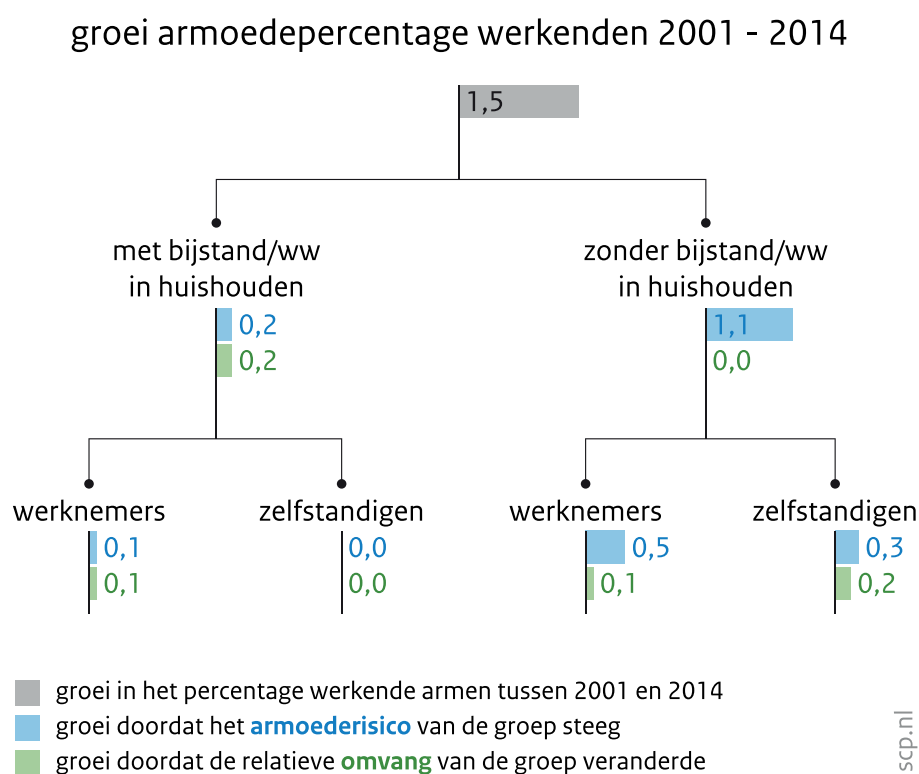 groei armoedepercentage werkenden 2001 - 2014
1,5
met bijstand/ww
in huishouden
0,2
0,2
zonder bijstand/ww
in huishouden
1,1
0,0
werknemers
0,1
0,1
zelfstandigen
0,0
0,0
werknemers
0,5
0,1
zelfstandigen
0,3
0,2
groei in het percentage werkende armen tussen 2001 en 2014
groei doordat het armoederisico van de groep steeg
groei doordat de relatieve omvang van de groep veranderde
scp.nl